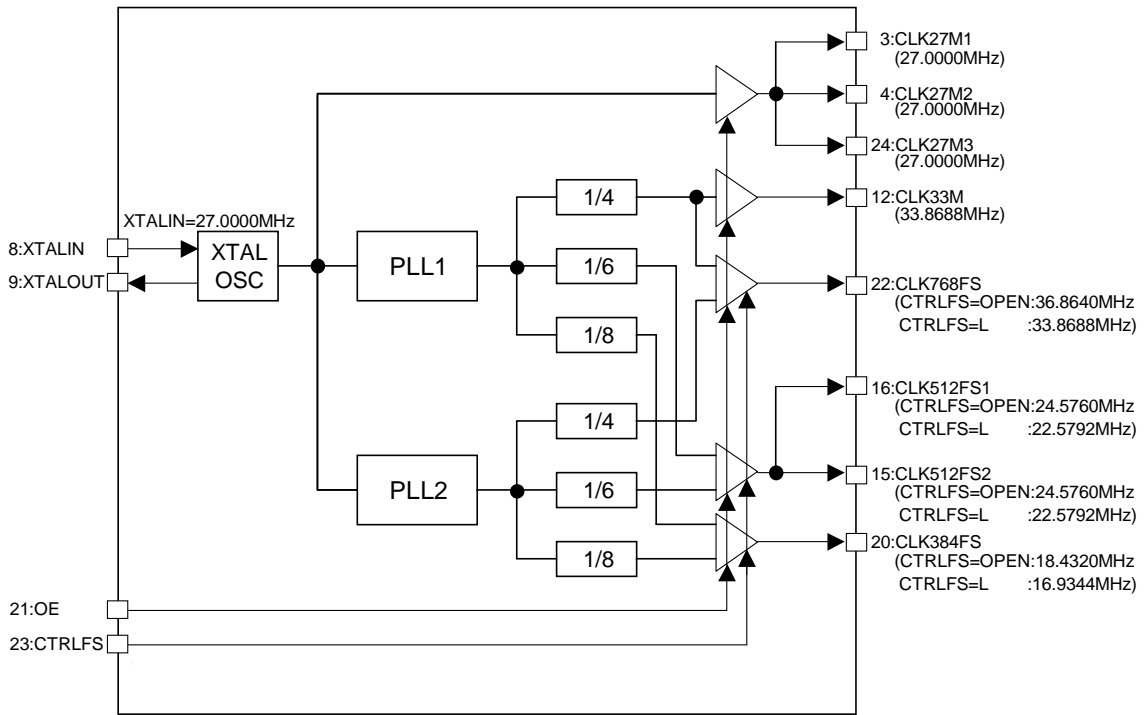 3:CLK27M1
(27.0000MHz)
4:CLK27M2
(27.0000MHz)
24:CLK27M3
(27.0000MHz)
1/4
12:CLK33M
(33.8688MHz)
XTALIN=27.0000MHz
8:XTALIN
9:XTALOUT
XTAL
OSC
PLL1
1/6
22:CLK768FS
(CTRLFS=OPEN:36.8640MHz
CTRLFS=L :33.8688MHz)
1/8
16:CLK512FS1
(CTRLFS=OPEN:24.5760MHz
CTRLFS=L :22.5792MHz)
1/4
PLL2
1/6
15:CLK512FS2
(CTRLFS=OPEN:24.5760MHz
CTRLFS=L :22.5792MHz)
1/8
20:CLK384FS
(CTRLFS=OPEN:18.4320MHz
CTRLFS=L :16.9344MHz)
21:OE
23:CTRLFS